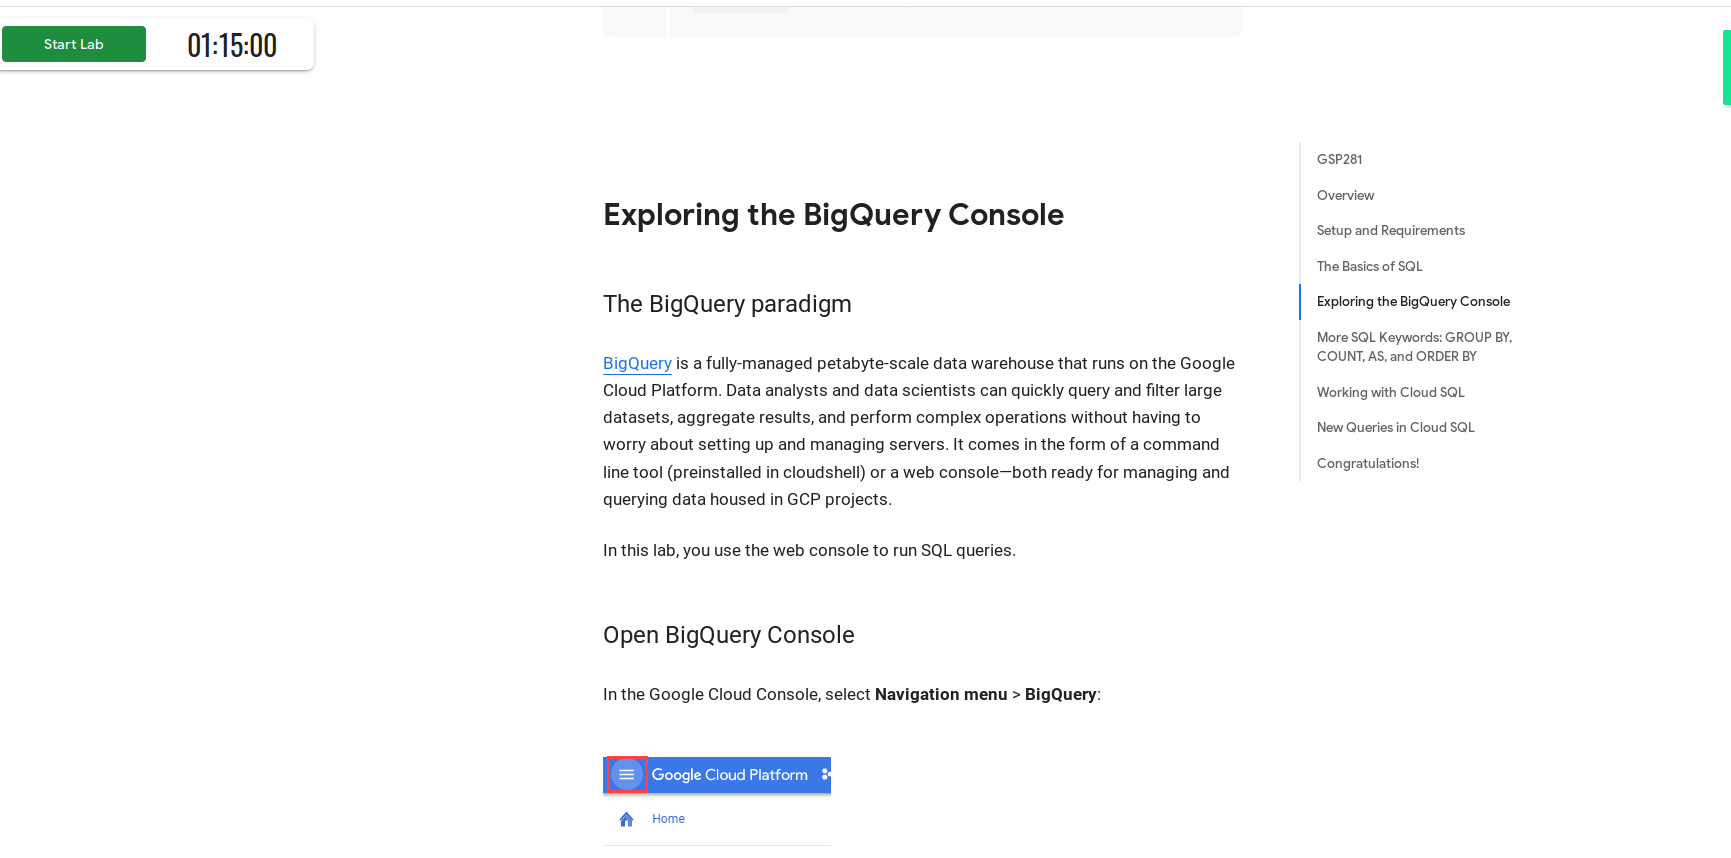 Start Lab
01:15:00
Exploring the BigQuery Console
The BigQuery paradigm
BigQuery is a fully-managed petabyte-scale data warehouse that runs on the Google
Cloud Platform. Data analysts and data scientists can quickly query and filter large
datasets, aggregate results, and perform complex operations without having to
worry about setting up and managing servers. It comes in the form of a command
line tool (preinstalled in cloudshell) or a web console—both ready for managing and
querying data housed in GCP projects.
In this lab, you use the web console to run SQL queries.
Open BigQuery Console
In the Google Cloud Console, select Navigation menu > BigQuery:
Google Cloud Platform
Home
GSP281
Overview
Setup and Requirements
The Basics of SQL
Exploring the BigQuery Console
More SQL Keywords: GROUP BY,
COUNT, AS, and ORDER BY
Working with Cloud SQL
New Queries in Cloud SQL
Congratulations!